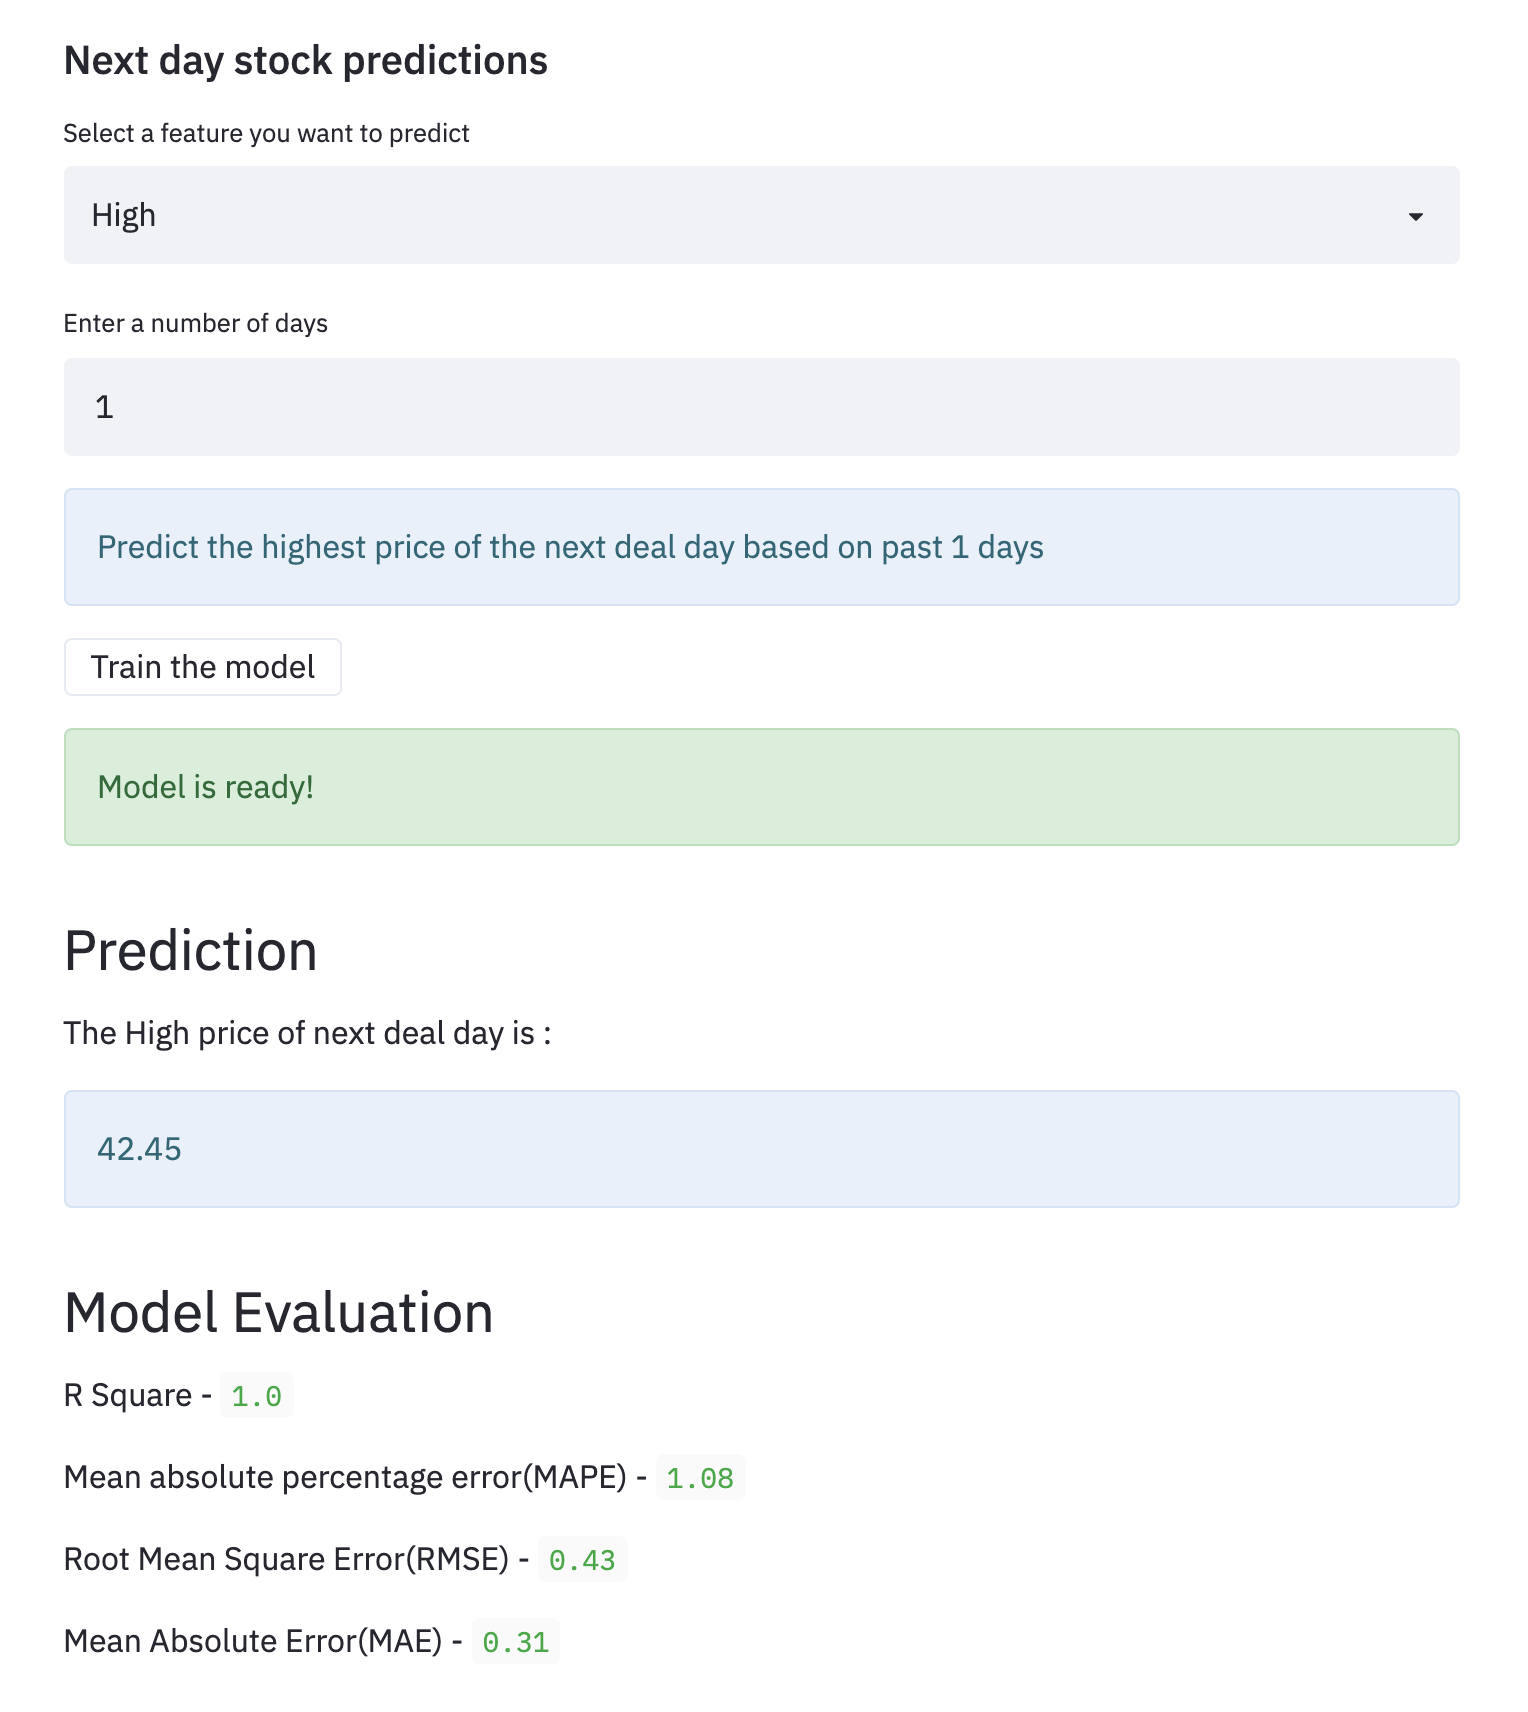 Next day stock predictions
Select a feature you want to predict
High
Enter a number of days
1
Predict the highest price of the next deal day based on past 1 days
Train the model
Model is ready!
Prediction
The High price of next deal day is :
42.45
Model Evaluation
R Square - 1.0
Mean absolute percentage error(MAPE) - 1.08
Root Mean Square Error(RMSE) - 0.43
Mean Absolute Error(MAE) - 0.31